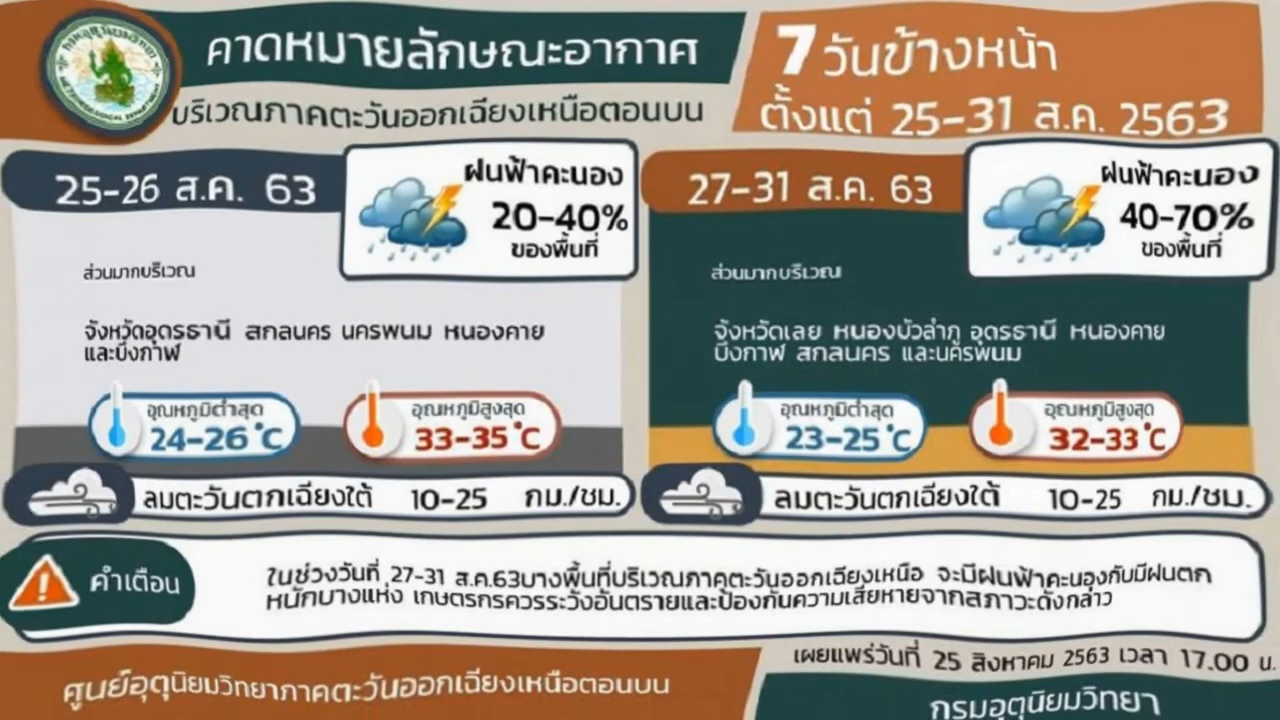 คาดหมายลักษณะอากาศ
บริเวณภาคตะวันออกเฉียงเหนือตอนบน
7 วันข้างหน้า
ตั้งแต่ 25-31 ส.ค. 2563
25-26 ส.ค. 63
ฝนฟ้าคะนอง
20-40%
ของพื้นที่
ส่วนมากบริเวณ
จังหวัดอุดรธานี สกลนคร นครพนม หนองคาย
และบึงกาฬ
อุณหภูมิต่ำสุด
24-26 °C
อุณหภูมิสูงสุด
33-35 °C
ลมตะวันตกเฉียงใต้ 10-25 กม./ชม.
27-31 ส.ค. 63
ฝนฟ้าคะนอง
40-70%
ของพื้นที่
ส่วนมากบริเวณ
จังหวัดเลย หนองบัวลำภู อุดรธานี หนองคาย
บึงกาฬ สกลนคร และนครพนม
อุณหภูมิต่ำสุด
23-25 °C
อุณหภูมิสูงสุด
32-33 °C
ลมตะวันตกเฉียงใต้ 10-25 กม./ชม.
คำเตือน
ในช่วงวันที่ 27-31 ส.ค.63บางพื้นที่บริเวณภาคตะวันออกเฉียงเหนือ จะมีฝนฟ้าคะนองกับมีฝนตก
หนักบางแห่ง เกษตรกรควรระวังอันตรายและป้องกันความเสียหายจากสภาวะดังกล่าว
เผยแพร่วันที่ 25 สิงหาคม 2563 เวลา 17.00 น.
ศูนย์อุตุนิยมวิทยาภาคตะวันออกเฉียงเหนือตอนบน
กรมอุตุนิยมวิทยา